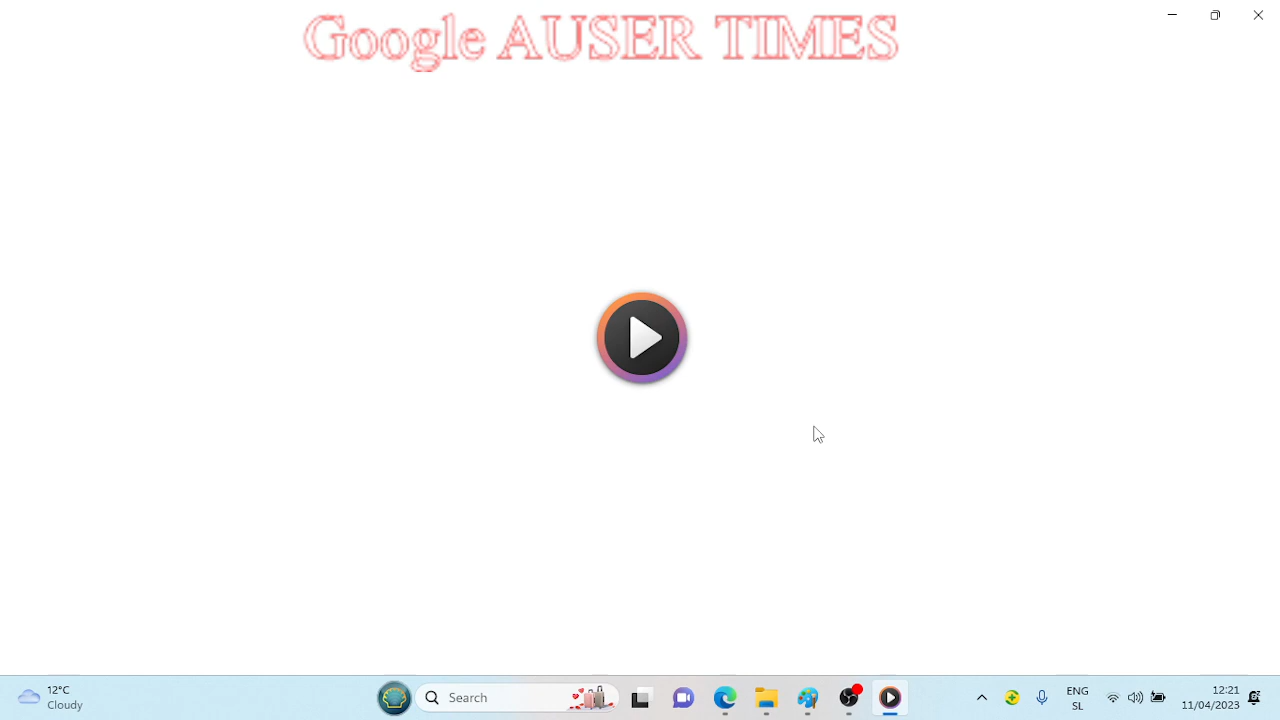 Google AUSER TIMES
12°C
Cloudy
Search
ENG
SL
12:21
11/04/2023